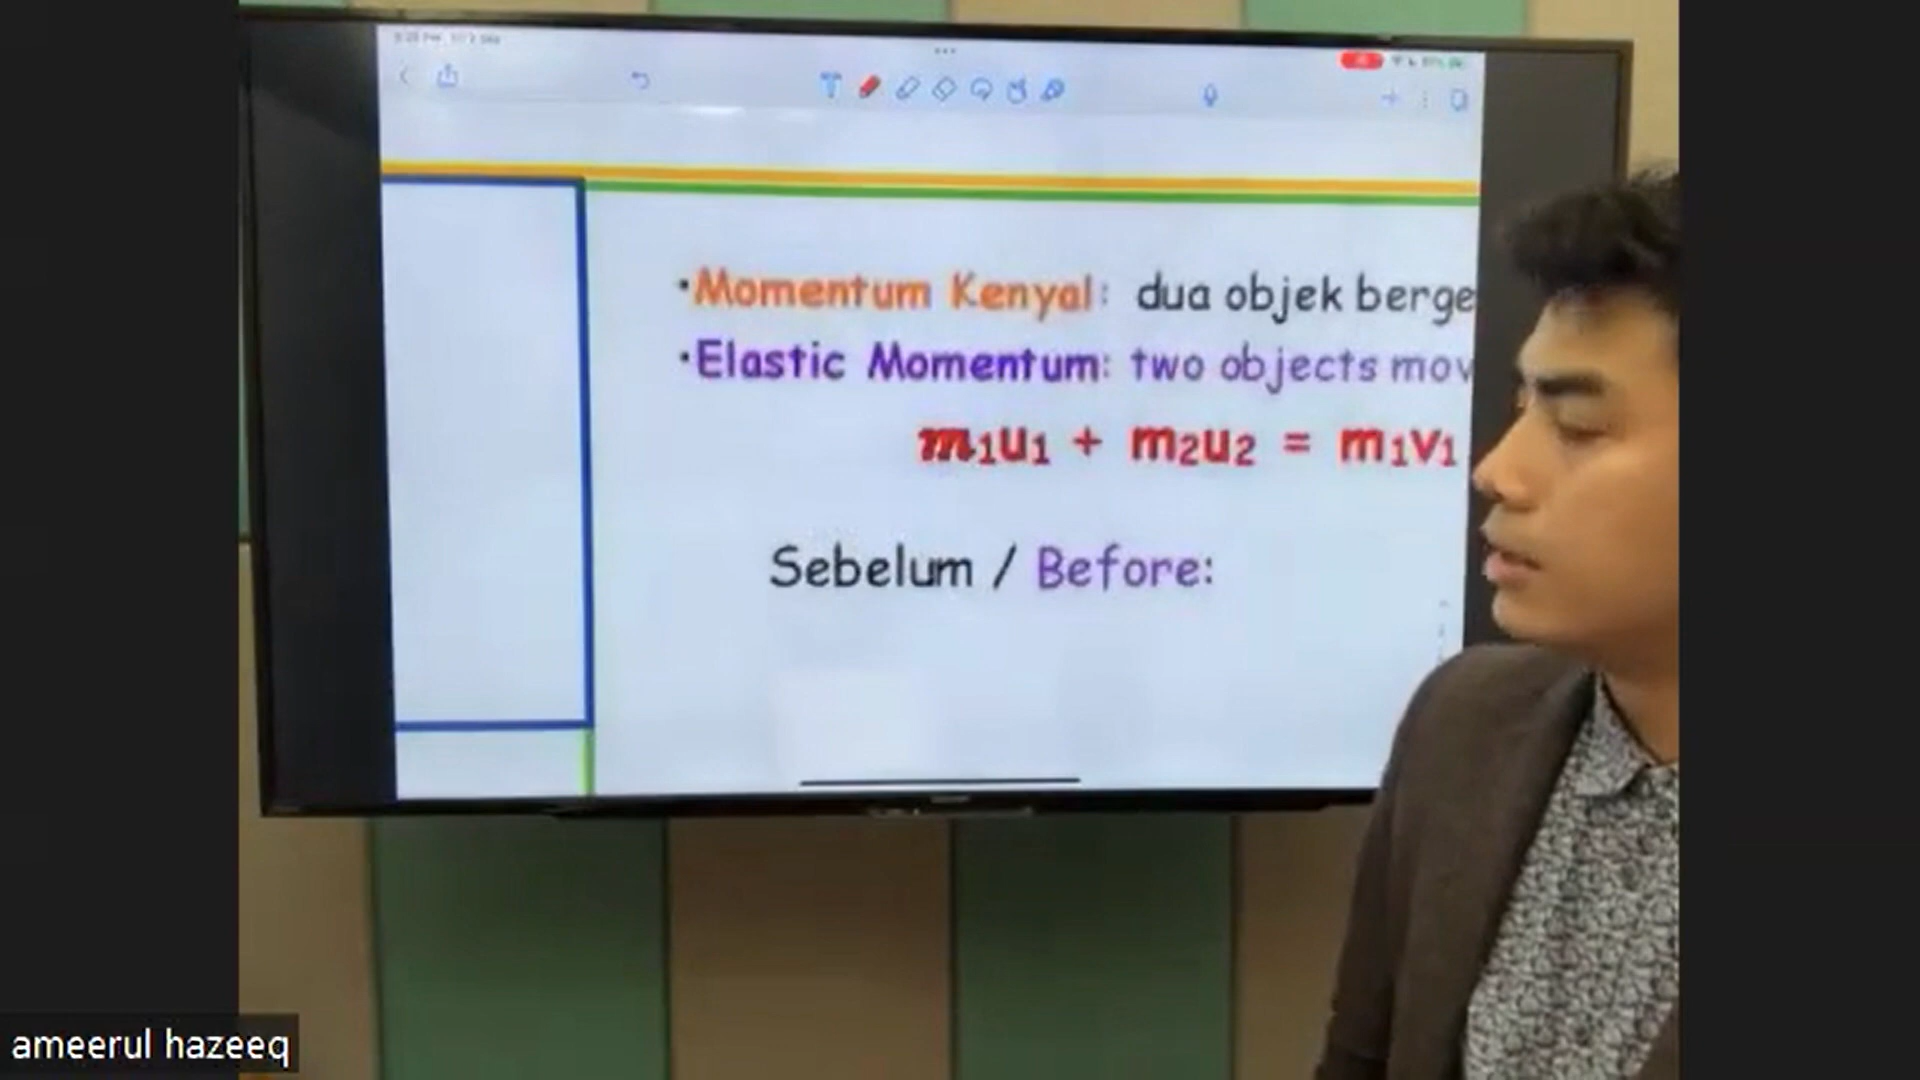 •Momentum Kenyal: dua objek berge
•Elastic Momentum: two objects mov
m₁u₁ + m₂u₂ = m₁v₁
Sebelum / Before:
ameerul hazeeq